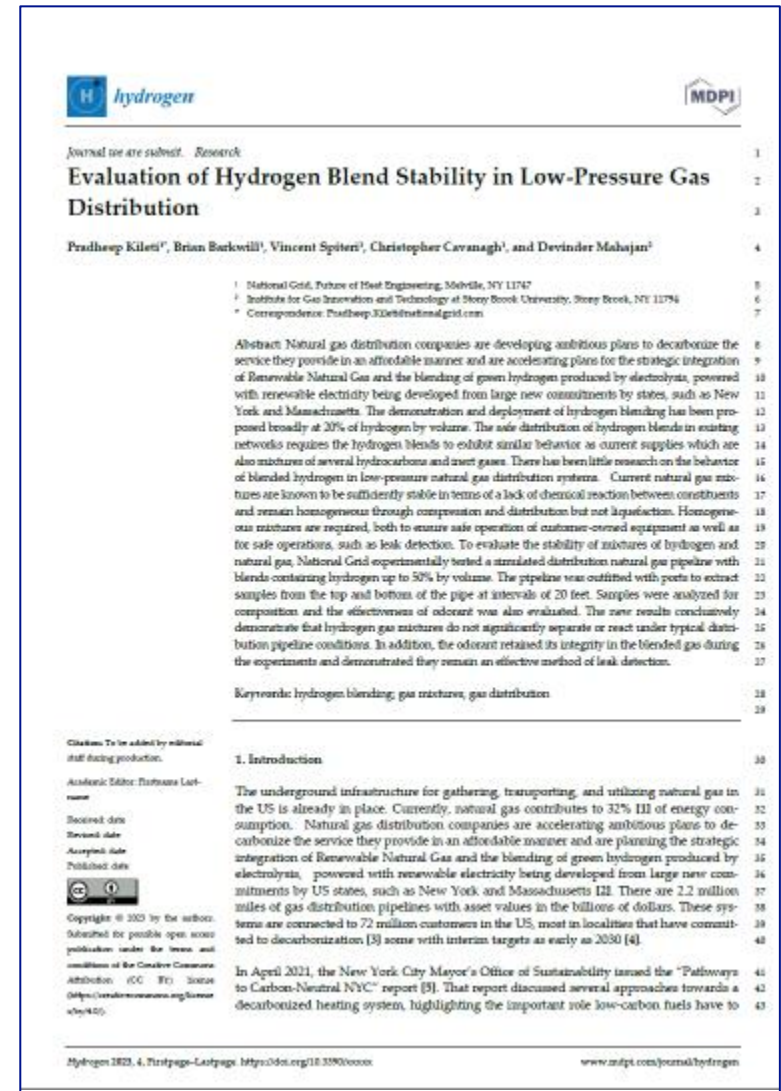 H hydrogen
MDPI
Journal we are submit. Research 1
Evaluation of Hydrogen Blend Stability in Low-Pressure Gas 2
Distribution 3
Pradheep Kileti¹*, Brian Barkwill¹, Vincent Spiteri¹, Christopher Cavanagh¹, and Devinder Mahajan² 4
¹ National Grid, Future of Heat Engineering, Melville, NY 11747 5
² Institute for Gas Innovation and Technology at Stony Brook University, Stony Brook, NY 11794 6
* Correspondence: Pradheep.Kileti@nationalgrid.com 7
Abstract: Natural gas distribution companies are developing ambitious plans to decarbonize the 8
service they provide in an affordable manner and are accelerating plans for the strategic integration 9
of Renewable Natural Gas and the blending of green hydrogen produced by electrolysis, powered 10
with renewable electricity being developed from large new commitments by states, such as New 11
York and Massachusetts. The demonstration and deployment of hydrogen blending has been pro- 12
posed broadly at 20% of hydrogen by volume. The safe distribution of hydrogen blends in existing 13
networks requires the hydrogen blends to exhibit similar behavior as current supplies which are 14
also mixtures of several hydrocarbons and inert gases. There has been little research on the behavior 15
of blended hydrogen in low-pressure natural gas distribution systems. Current natural gas mix- 16
tures are known to be sufficiently stable in terms of a lack of chemical reaction between constituents 17
and remain homogeneous through compression and distribution but not liquefaction. Homogene- 18
ous mixtures are required, both to ensure safe operation of customer-owned equipment as well as 19
for safe operations, such as leak detection. To evaluate the stability of mixtures of hydrogen and 20
natural gas, National Grid experimentally tested a simulated distribution natural gas pipeline with 21
blends containing hydrogen up to 50% by volume. The pipeline was outfitted with ports to extract 22
samples from the top and bottom of the pipe at intervals of 20 feet. Samples were analyzed for 23
composition and the effectiveness of odorant was also evaluated. The new results conclusively 24
demonstrate that hydrogen gas mixtures do not significantly separate or react under typical distri- 25
bution pipeline conditions. In addition, the odorant retained its integrity in the blended gas during 26
the experiments and demonstrated they remain an effective method of leak detection. 27
Keywords: hydrogen blending; gas mixtures, gas distribution 28
29
Citation: To be added by editorial
staff during production.
Academic Editor: Firstname Last-
name
Received: date
Revised: date
Accepted: date
Published: date
cc
Copyright: © 2023 by the authors.
Submitted for possible open access
publication under the terms and
conditions of the Creative Commons
Attribution (CC BY) license
(https://creativecommons.org/license
s/by/4.0/).
1. Introduction 30
The underground infrastructure for gathering, transporting, and utilizing natural gas in 31
the US is already in place. Currently, natural gas contributes to 32% [1] of energy con- 32
sumption. Natural gas distribution companies are accelerating ambitious plans to de- 33
carbonize the service they provide in an affordable manner and are planning the strategic 34
integration of Renewable Natural Gas and the blending of green hydrogen produced by 35
electrolysis, powered with renewable electricity being developed from large new com- 36
mitments by US states, such as New York and Massachusetts [2]. There are 2.2 million 37
miles of gas distribution pipelines with asset values in the billions of dollars. These sys- 38
tems are connected to 72 million customers in the US, most in localities that have commit- 39
ted to decarbonization [3] some with interim targets as early as 2030 [4]. 40
In April 2021, the New York City Mayor's Office of Sustainability issued the "Pathways 41
to Carbon-Neutral NYC" report [5]. That report discussed several approaches towards a 42
decarbonized heating system, highlighting the important role low-carbon fuels have to 43
Hydrogen 2023, 4, Firstpage–Lastpage. https://doi.org/10.3390/xxxxx www.mdpi.com/journal/hydrogen